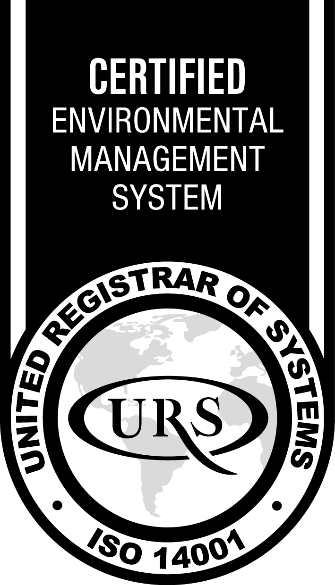 CERTIFIED
ENVIRONMENTAL
MANAGEMENT
SYSTEM
UNITED REGISTRAR OF SYSTEMS
URS
ISO 14001